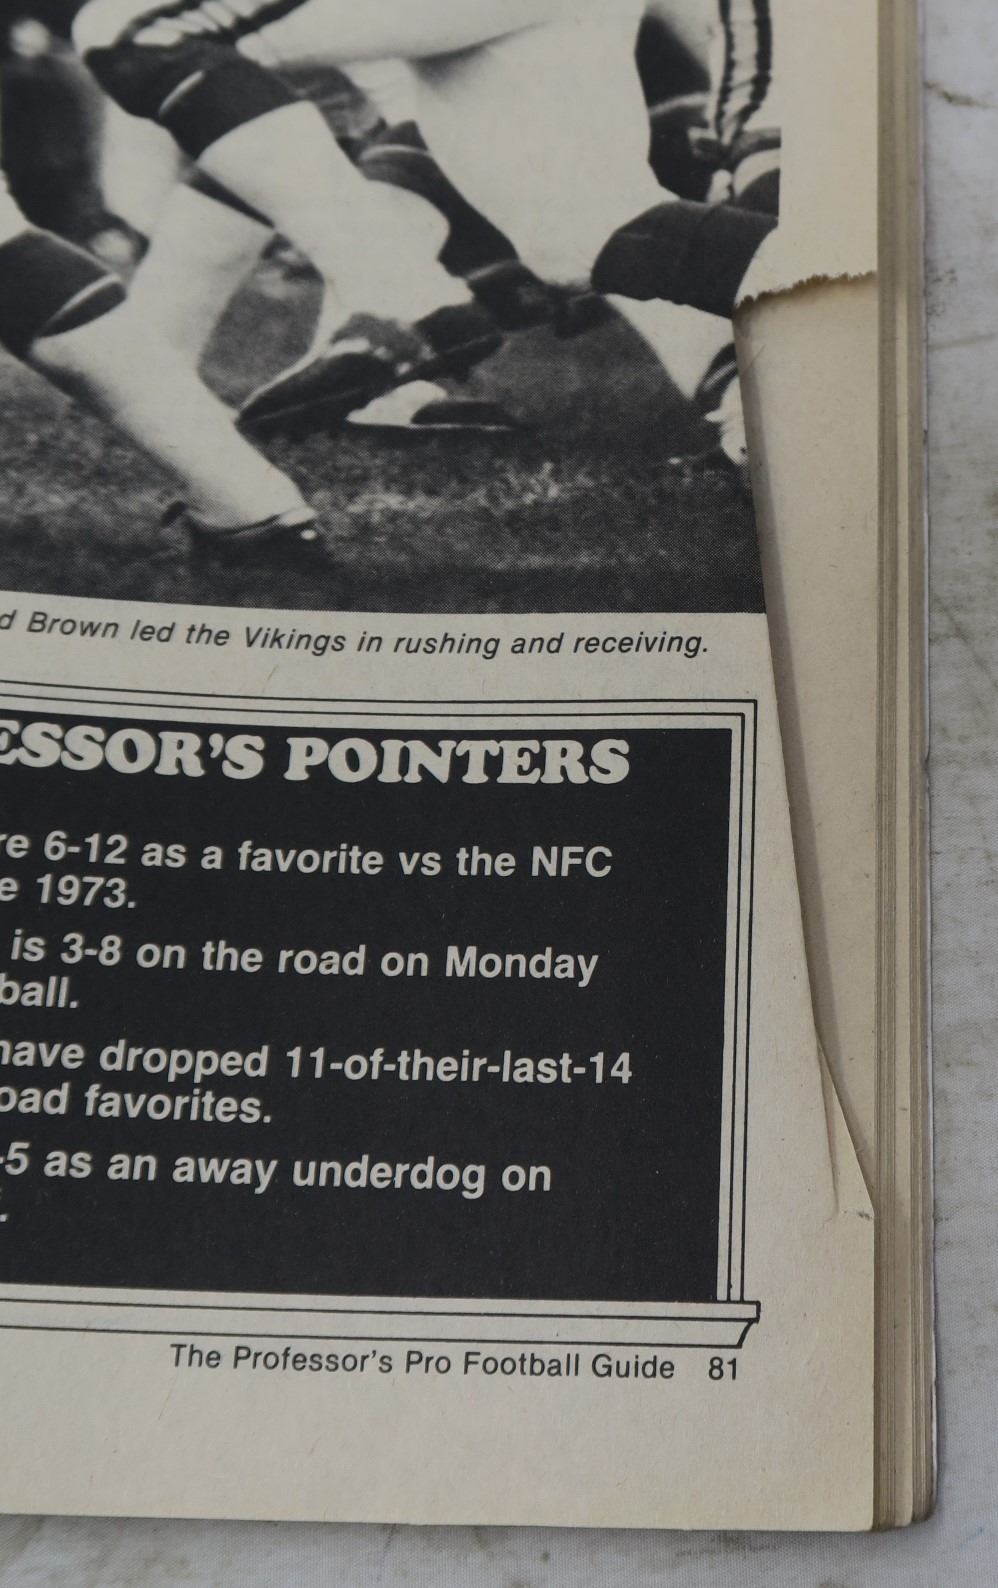 Brown led the Vikings in rushing and receiving.
ESSOR'S POINTERS
re 6-12 as a favorite vs the NFC
e 1973.
is 3-8 on the road on Monday
ball.
have dropped 11-of-their-last-14
oad favorites.
-5 as an away underdog on
The Professor's Pro Football Guide 81